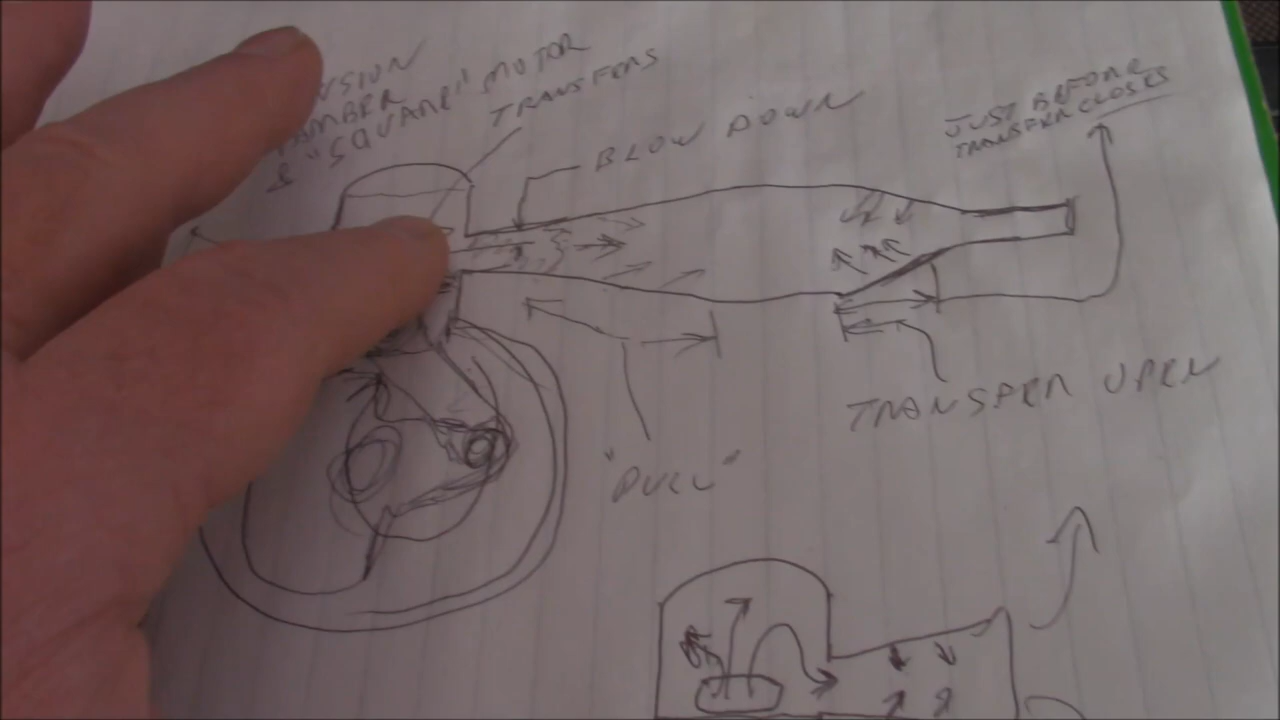 & "SQUARE" MOTOR
TRANSFERS
BLOW DOWN
JUST BEFORE
TRANSFER CLOSES
TRANSFER OPEN
"PULL"